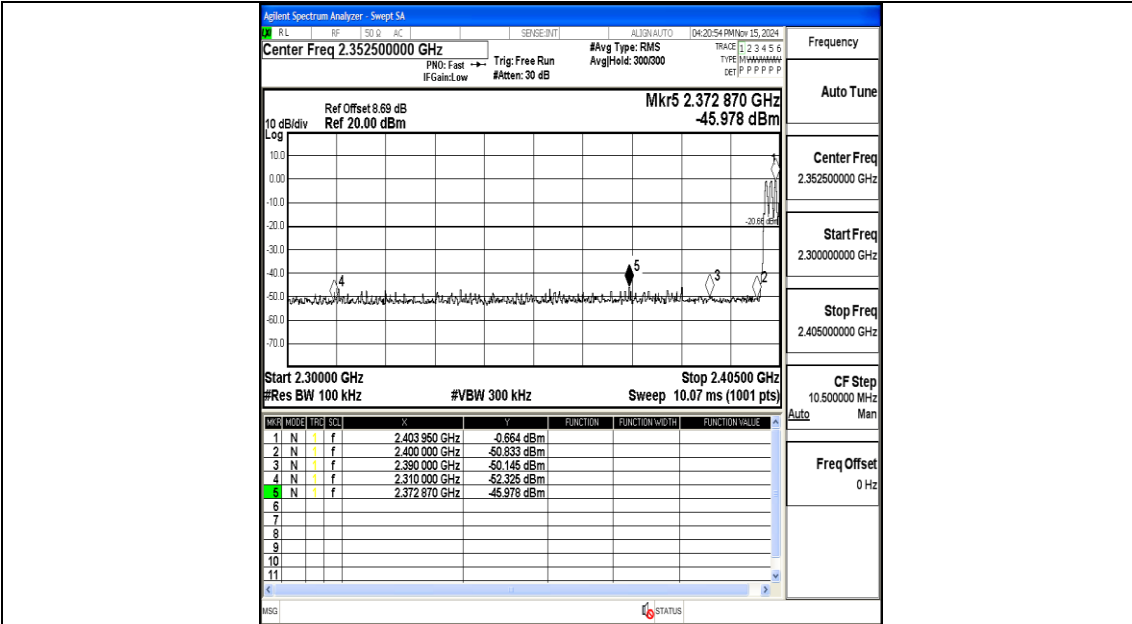 Agilent Spectrum Analyzer - Swept SA
RL RF 50 Ω AC SENSE:INT ALIGN AUTO 04:20:54 PM Nov 15, 2024
Center Freq 2.352500000 GHz
PNO: Fast
IFGain:Low
Trig: Free Run
#Atten: 30 dB
#Avg Type: RMS
Avg|Hold: 300/300
TRACE 1 2 3 4 5 6
TYPE MWWWWW
DET P P P P P P
Frequency
Auto Tune
Center Freq
2.352500000 GHz
Start Freq
2.300000000 GHz
Stop Freq
2.405000000 GHz
CF Step
10.500000 MHz
Auto Man
Freq Offset
0 Hz
Mkr5 2.372 870 GHz
-45.978 dBm
Ref Offset 8.69 dB
10 dB/div Ref 20.00 dBm
Log
10.0
0.00
-10.0
-20.0
-30.0
-40.0
-50.0
-60.0
-70.0
1
-20.66 dBm
4
5
3
2
Start 2.30000 GHz Stop 2.40500 GHz
#Res BW 100 kHz #VBW 300 kHz Sweep 10.07 ms (1001 pts)
MKR MODE TRC SCL X Y FUNCTION FUNCTION WIDTH FUNCTION VALUE
1 N 1 f 2.403 950 GHz -0.664 dBm
2 N 1 f 2.400 000 GHz -50.833 dBm
3 N 1 f 2.390 000 GHz -50.145 dBm
4 N 1 f 2.310 000 GHz -52.325 dBm
5 N 1 f 2.372 870 GHz -45.978 dBm
6
7
8
9
10
11
MSG STATUS